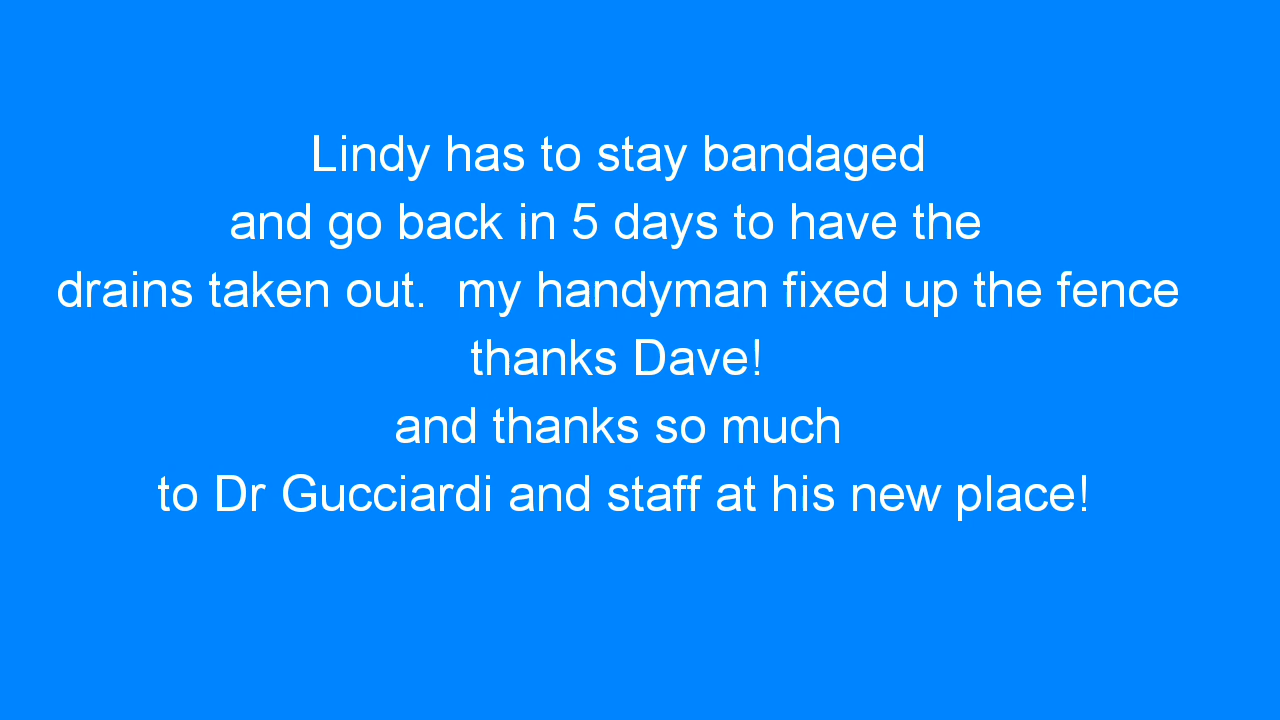 Lindy has to stay bandaged
and go back in 5 days to have the
drains taken out.  my handyman fixed up the fence
thanks Dave!
and thanks so much
to Dr Gucciardi and staff at his new place!